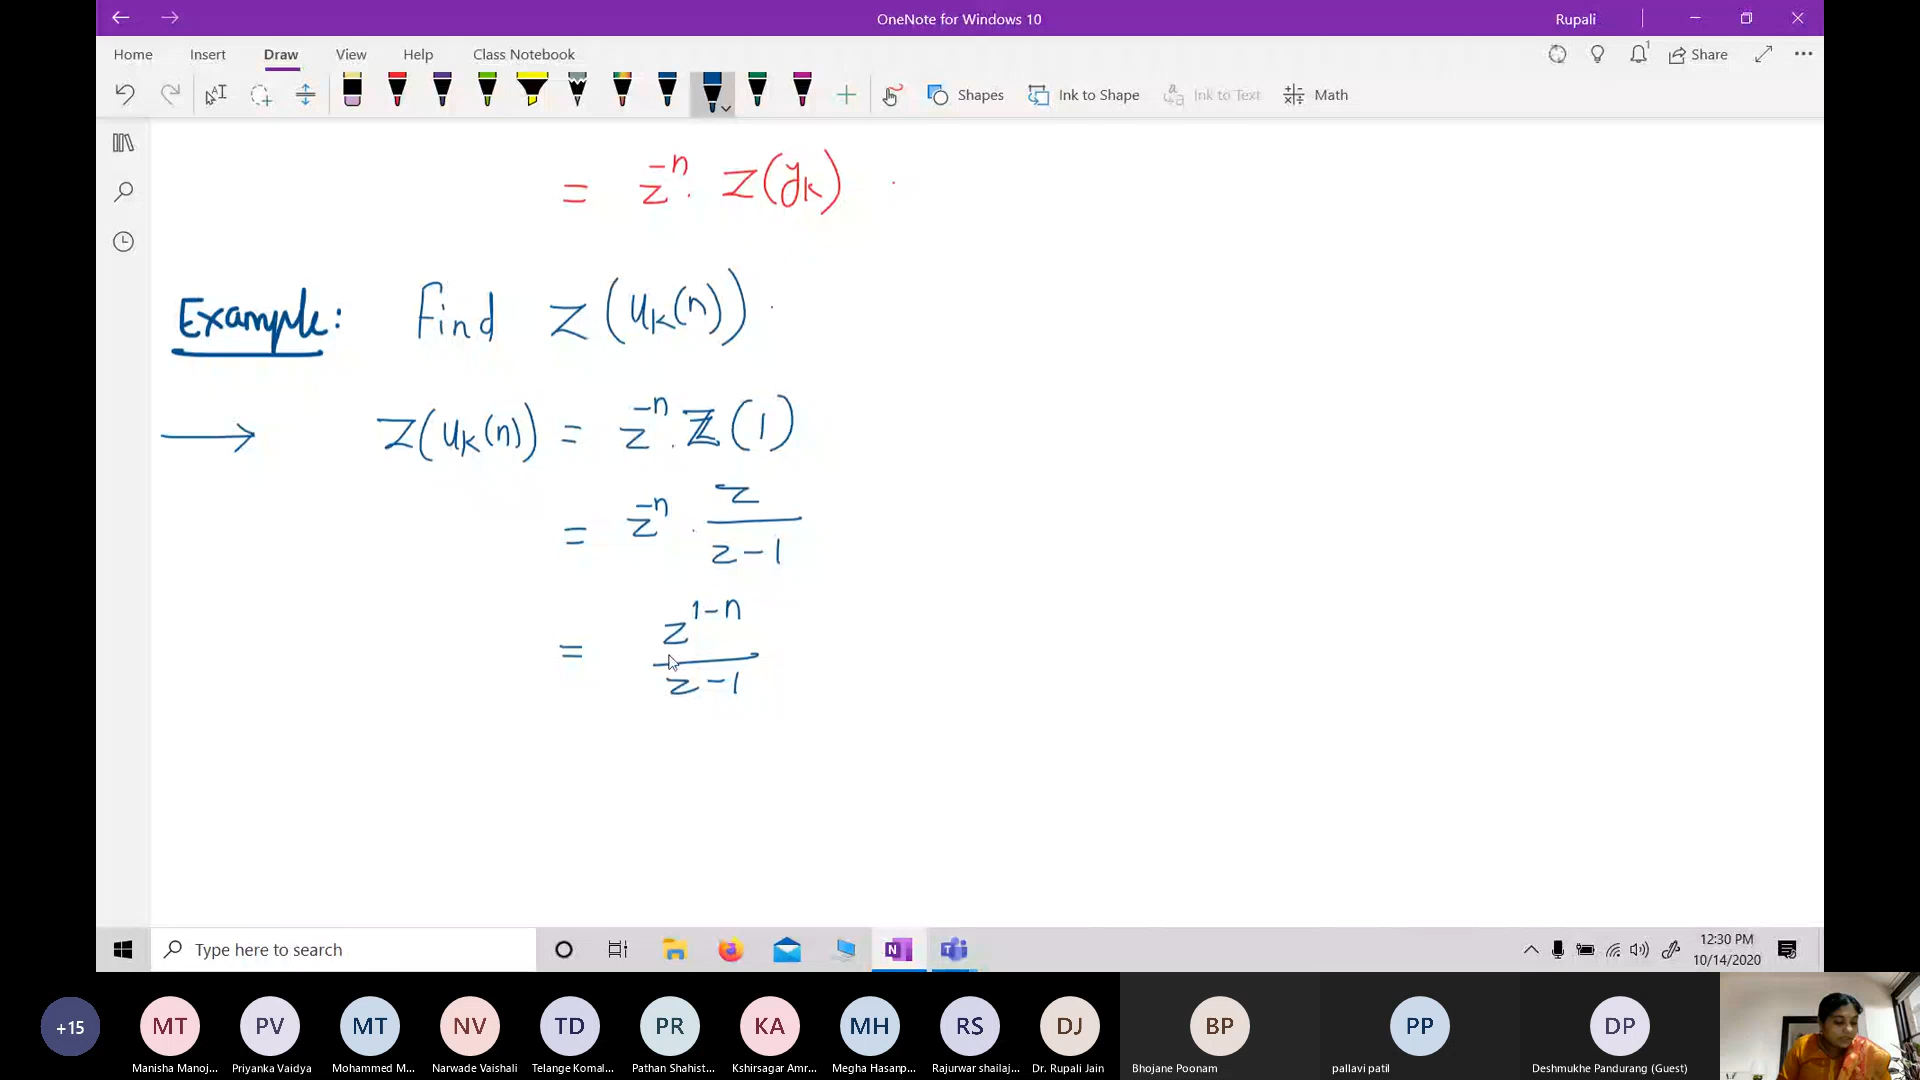 OneNote for Windows 10
Rupali
Home Insert Draw View Help Class Notebook
1 Share
Shapes Ink to Shape Ink to Text Math
= z^{-n} . Z(y_k)
Example: Find Z(u_k(n)) .
→ Z(u_k(n)) = z^{-n} . Z(1)
= z^{-n} . z/(z-1)
= z^{1-n}/(z-1)
Type here to search
12:30 PM
10/14/2020
+15 MT PV MT NV TD PR KA MH RS DJ BP PP DP
Manisha Manoj... Priyanka Vaidya Mohammed M... Narwade Vaishali Telange Komal... Pathan Shahist... Kshirsagar Amr... Megha Hasanp... Rajurwar shailaj... Dr. Rupali Jain Bhojane Poonam pallavi patil Deshmukhe Pandurang (Guest)